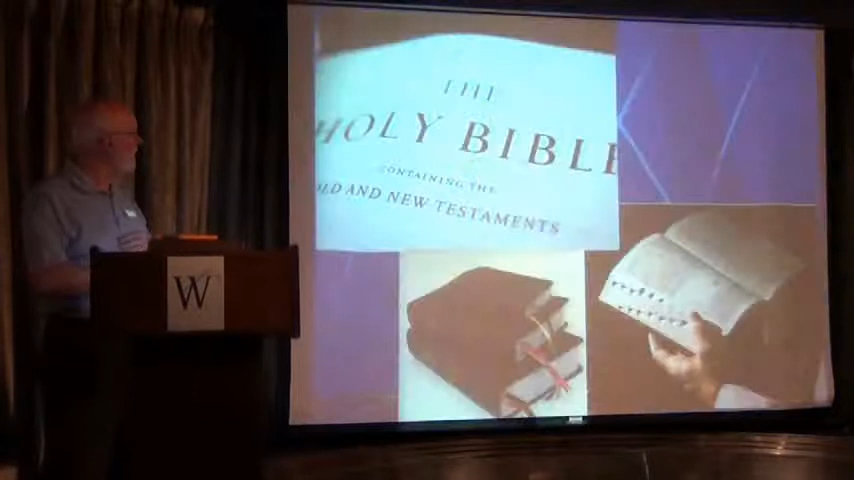 THE
HOLY BIBLE
CONTAINING THE
OLD AND NEW TESTAMENTS
W